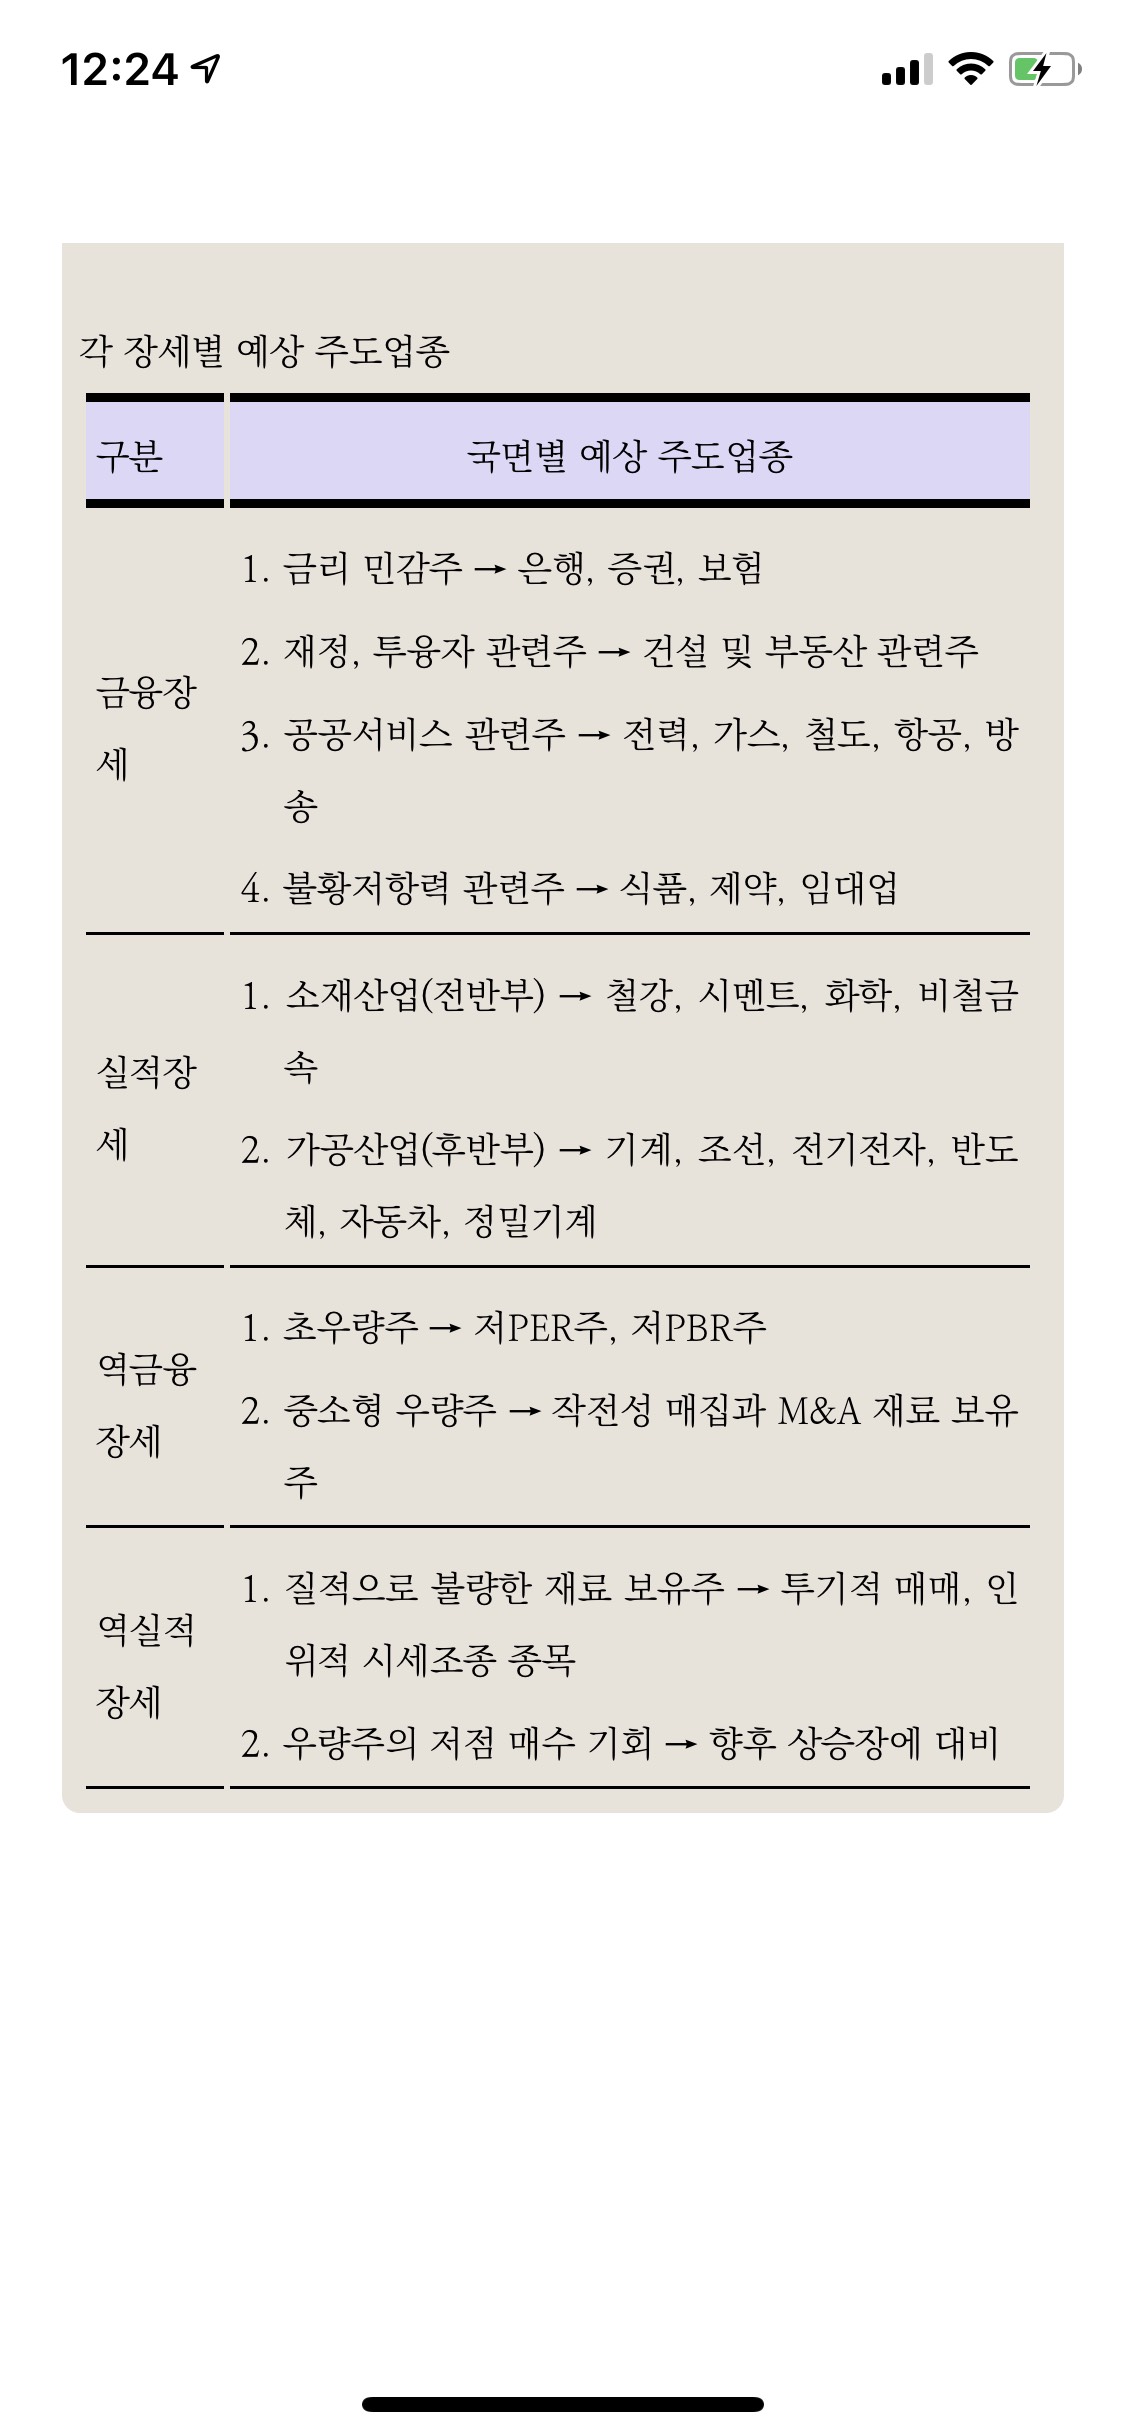 12:24
각 장세별 예상 주도업종
구분
국면별 예상 주도업종
금융장
세
1. 금리 민감주 → 은행, 증권, 보험
2. 재정, 투융자 관련주 → 건설 및 부동산 관련주
3. 공공서비스 관련주 → 전력, 가스, 철도, 항공, 방
송
4. 불황저항력 관련주 → 식품, 제약, 임대업
실적장
세
1. 소재산업(전반부) → 철강, 시멘트, 화학, 비철금
속
2. 가공산업(후반부) → 기계, 조선, 전기전자, 반도
체, 자동차, 정밀기계
역금융
장세
1. 초우량주 → 저PER주, 저PBR주
2. 중소형 우량주 → 작전성 매집과 M&A 재료 보유
주
역실적
장세
1. 질적으로 불량한 재료 보유주 → 투기적 매매, 인
위적 시세조종 종목
2. 우량주의 저점 매수 기회 → 향후 상승장에 대비